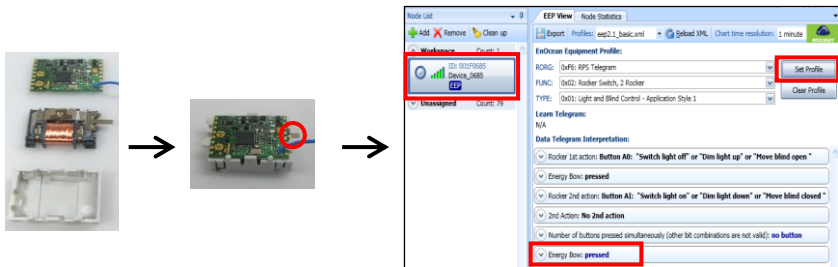 Node List
Add Remove Clean up
Workspace Count: 1
ID: 001F0685
Device_0685
EEP
Unassigned Count: 79
EEP View Node Statistics
Export Profiles: eep2.1_basic.xml Reload XML Chart time resolution: 1 minute
EnOcean Equipment Profile:
RORG: 0xF6: RPS Telegram
Set Profile
FUNC: 0x02: Rocker Switch, 2 Rocker
Clear Profile
TYPE: 0x01: Light and Blind Control - Application Style 1
Learn Telegram:
N/A
Data Telegram Interpretation:
Rocker 1st action: Button A0: "Switch light off" or "Dim light up" or "Move blind open "
Energy Bow: pressed
Rocker 2nd action: Button AI: "Switch light on" or "Dim light down" or "Move blind closed "
2nd Action: No 2nd action
Number of buttons pressed simultaneously (other bit combinations are not valid): no button
Energy Bow: pressed